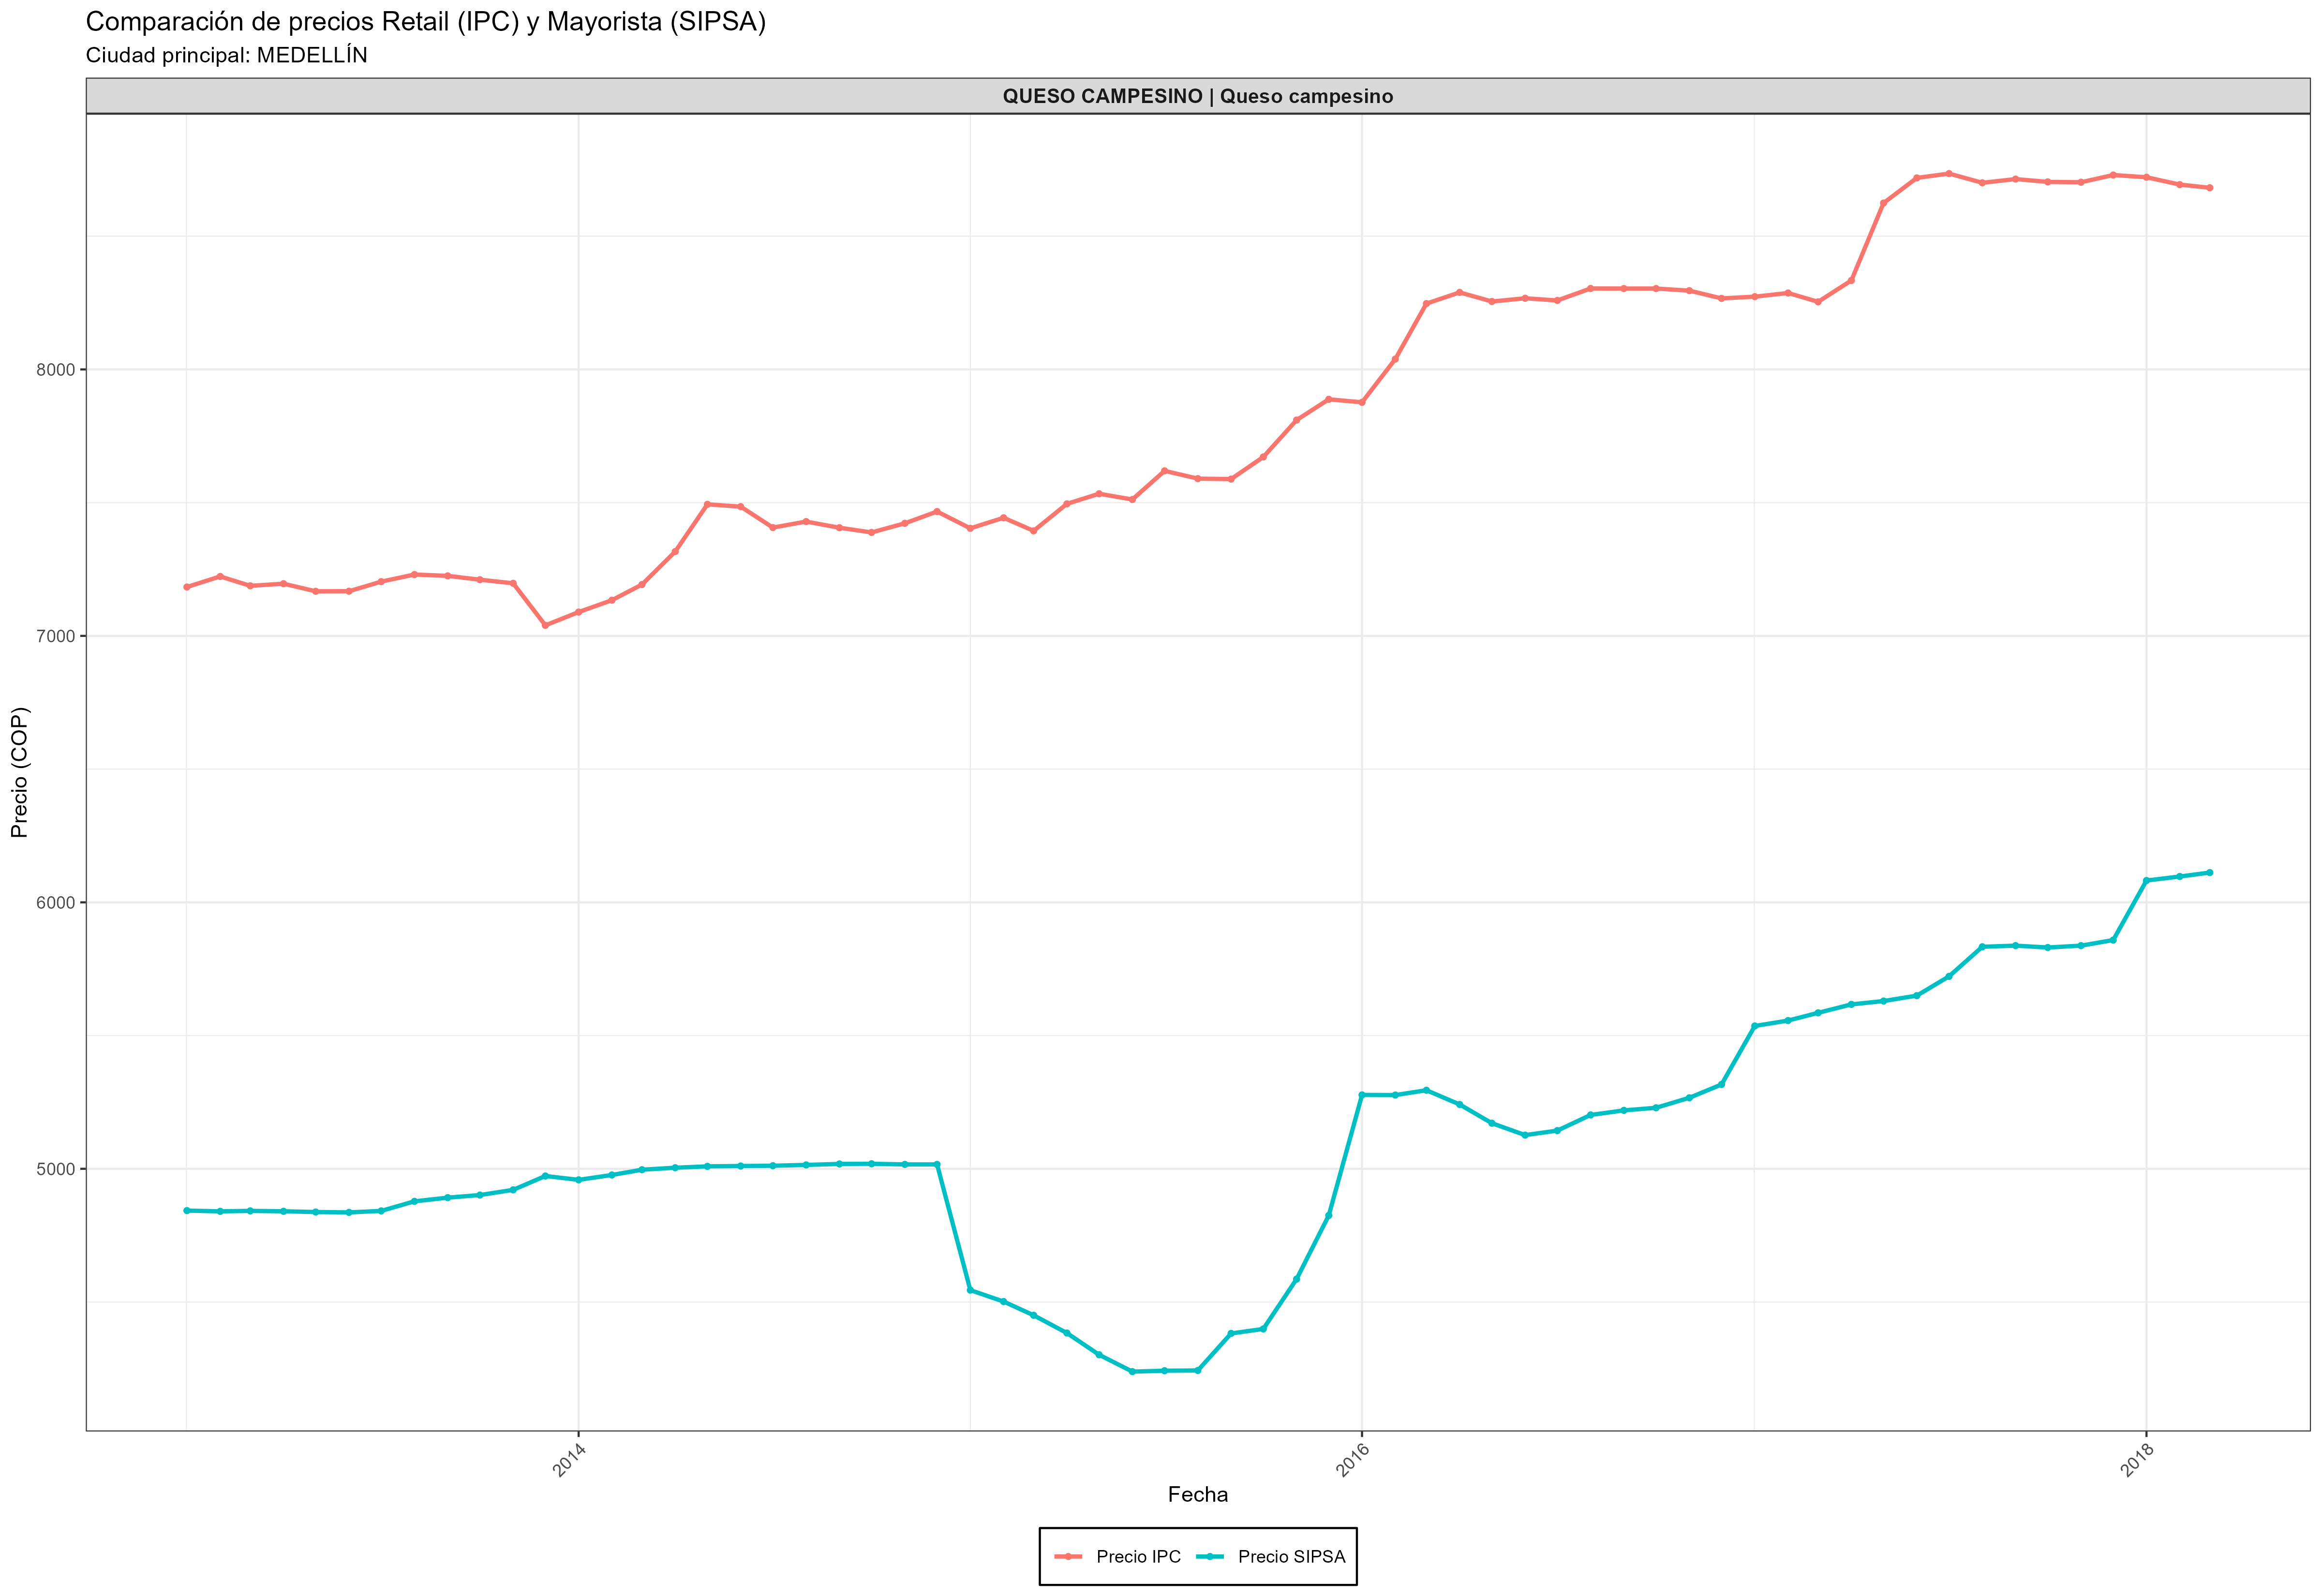 Comparación de precios Retail (IPC) y Mayorista (SIPSA)
Ciudad principal: MEDELLÍN
QUESO CAMPESINO | Queso campesino
Precio (COP)
8000
7000
6000
5000
2014
2016
2018
Fecha
Precio IPC
Precio SIPSA